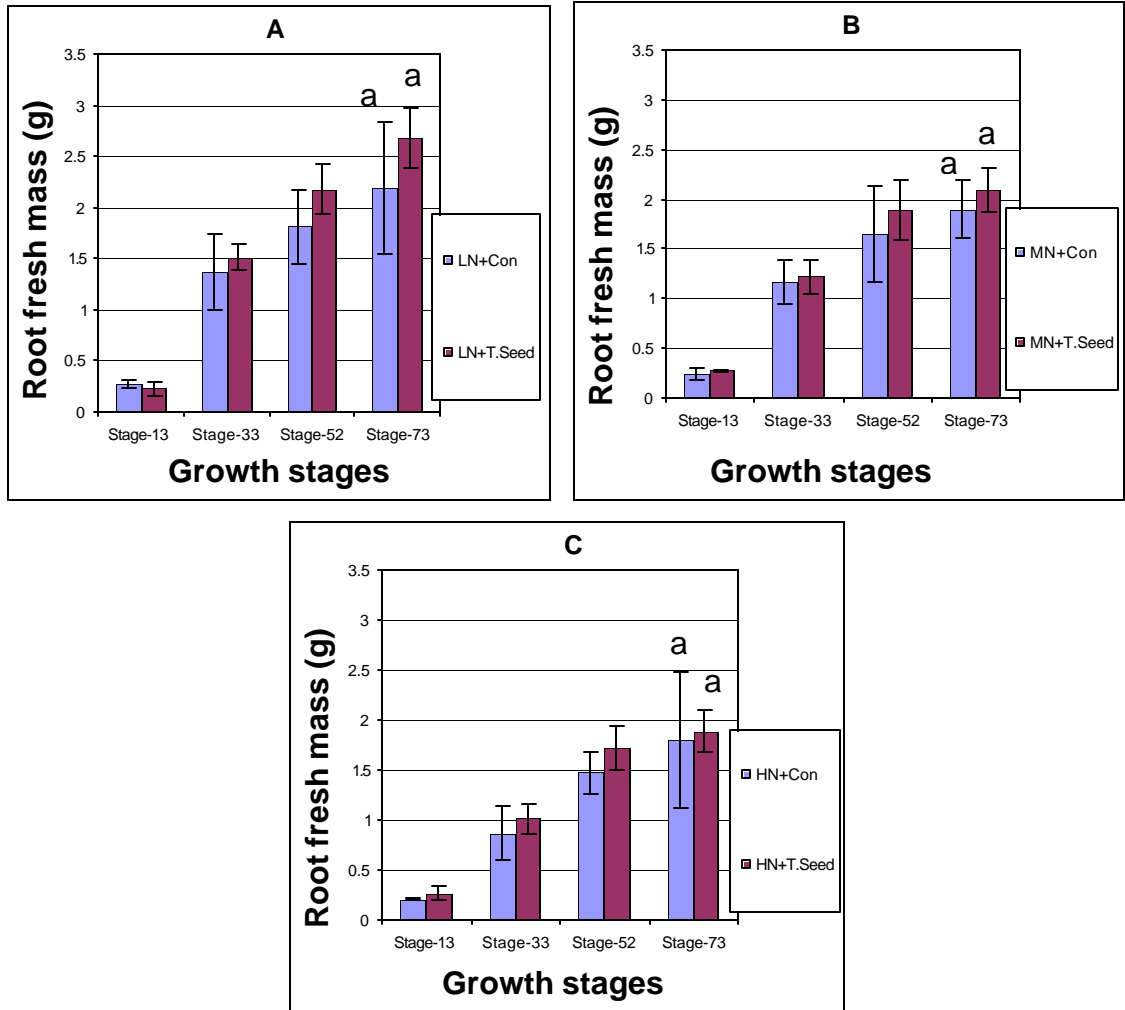 A
Root fresh mass (g)
3.5
3
2.5
2
1.5
1
0.5
0
a
a
Stage-13 Stage-33 Stage-52 Stage-73
Growth stages
LN+Con
LN+T.Seed
B
Root fresh mass (g)
3.5
3
2.5
2
1.5
1
0.5
0
a
a
Stage-13 Stage-33 Stage-52 Stage-73
Growth stages
MN+Con
MN+T.Seed
C
Root fresh mass (g)
3.5
3
2.5
2
1.5
1
0.5
0
a
a
Stage-13 Stage-33 Stage-52 Stage-73
Growth stages
HN+Con
HN+T.Seed